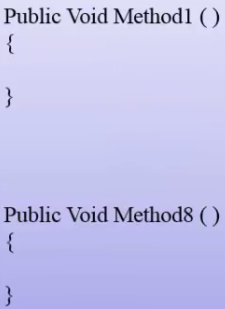 Public Void Method1 ( )
{
}
Public Void Method8 ( )
{
}